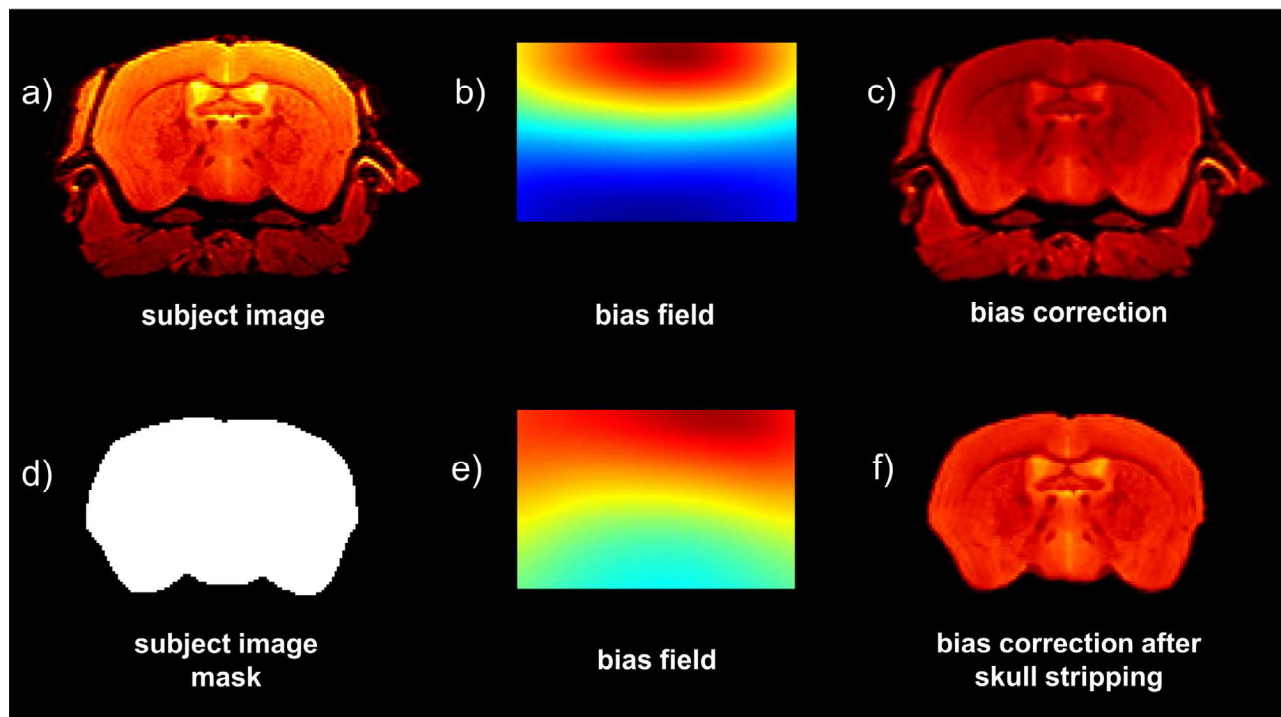 a)
b)
c)
subject image
bias field
bias correction
d)
e)
f)
subject image
mask
bias field
bias correction after
skull stripping